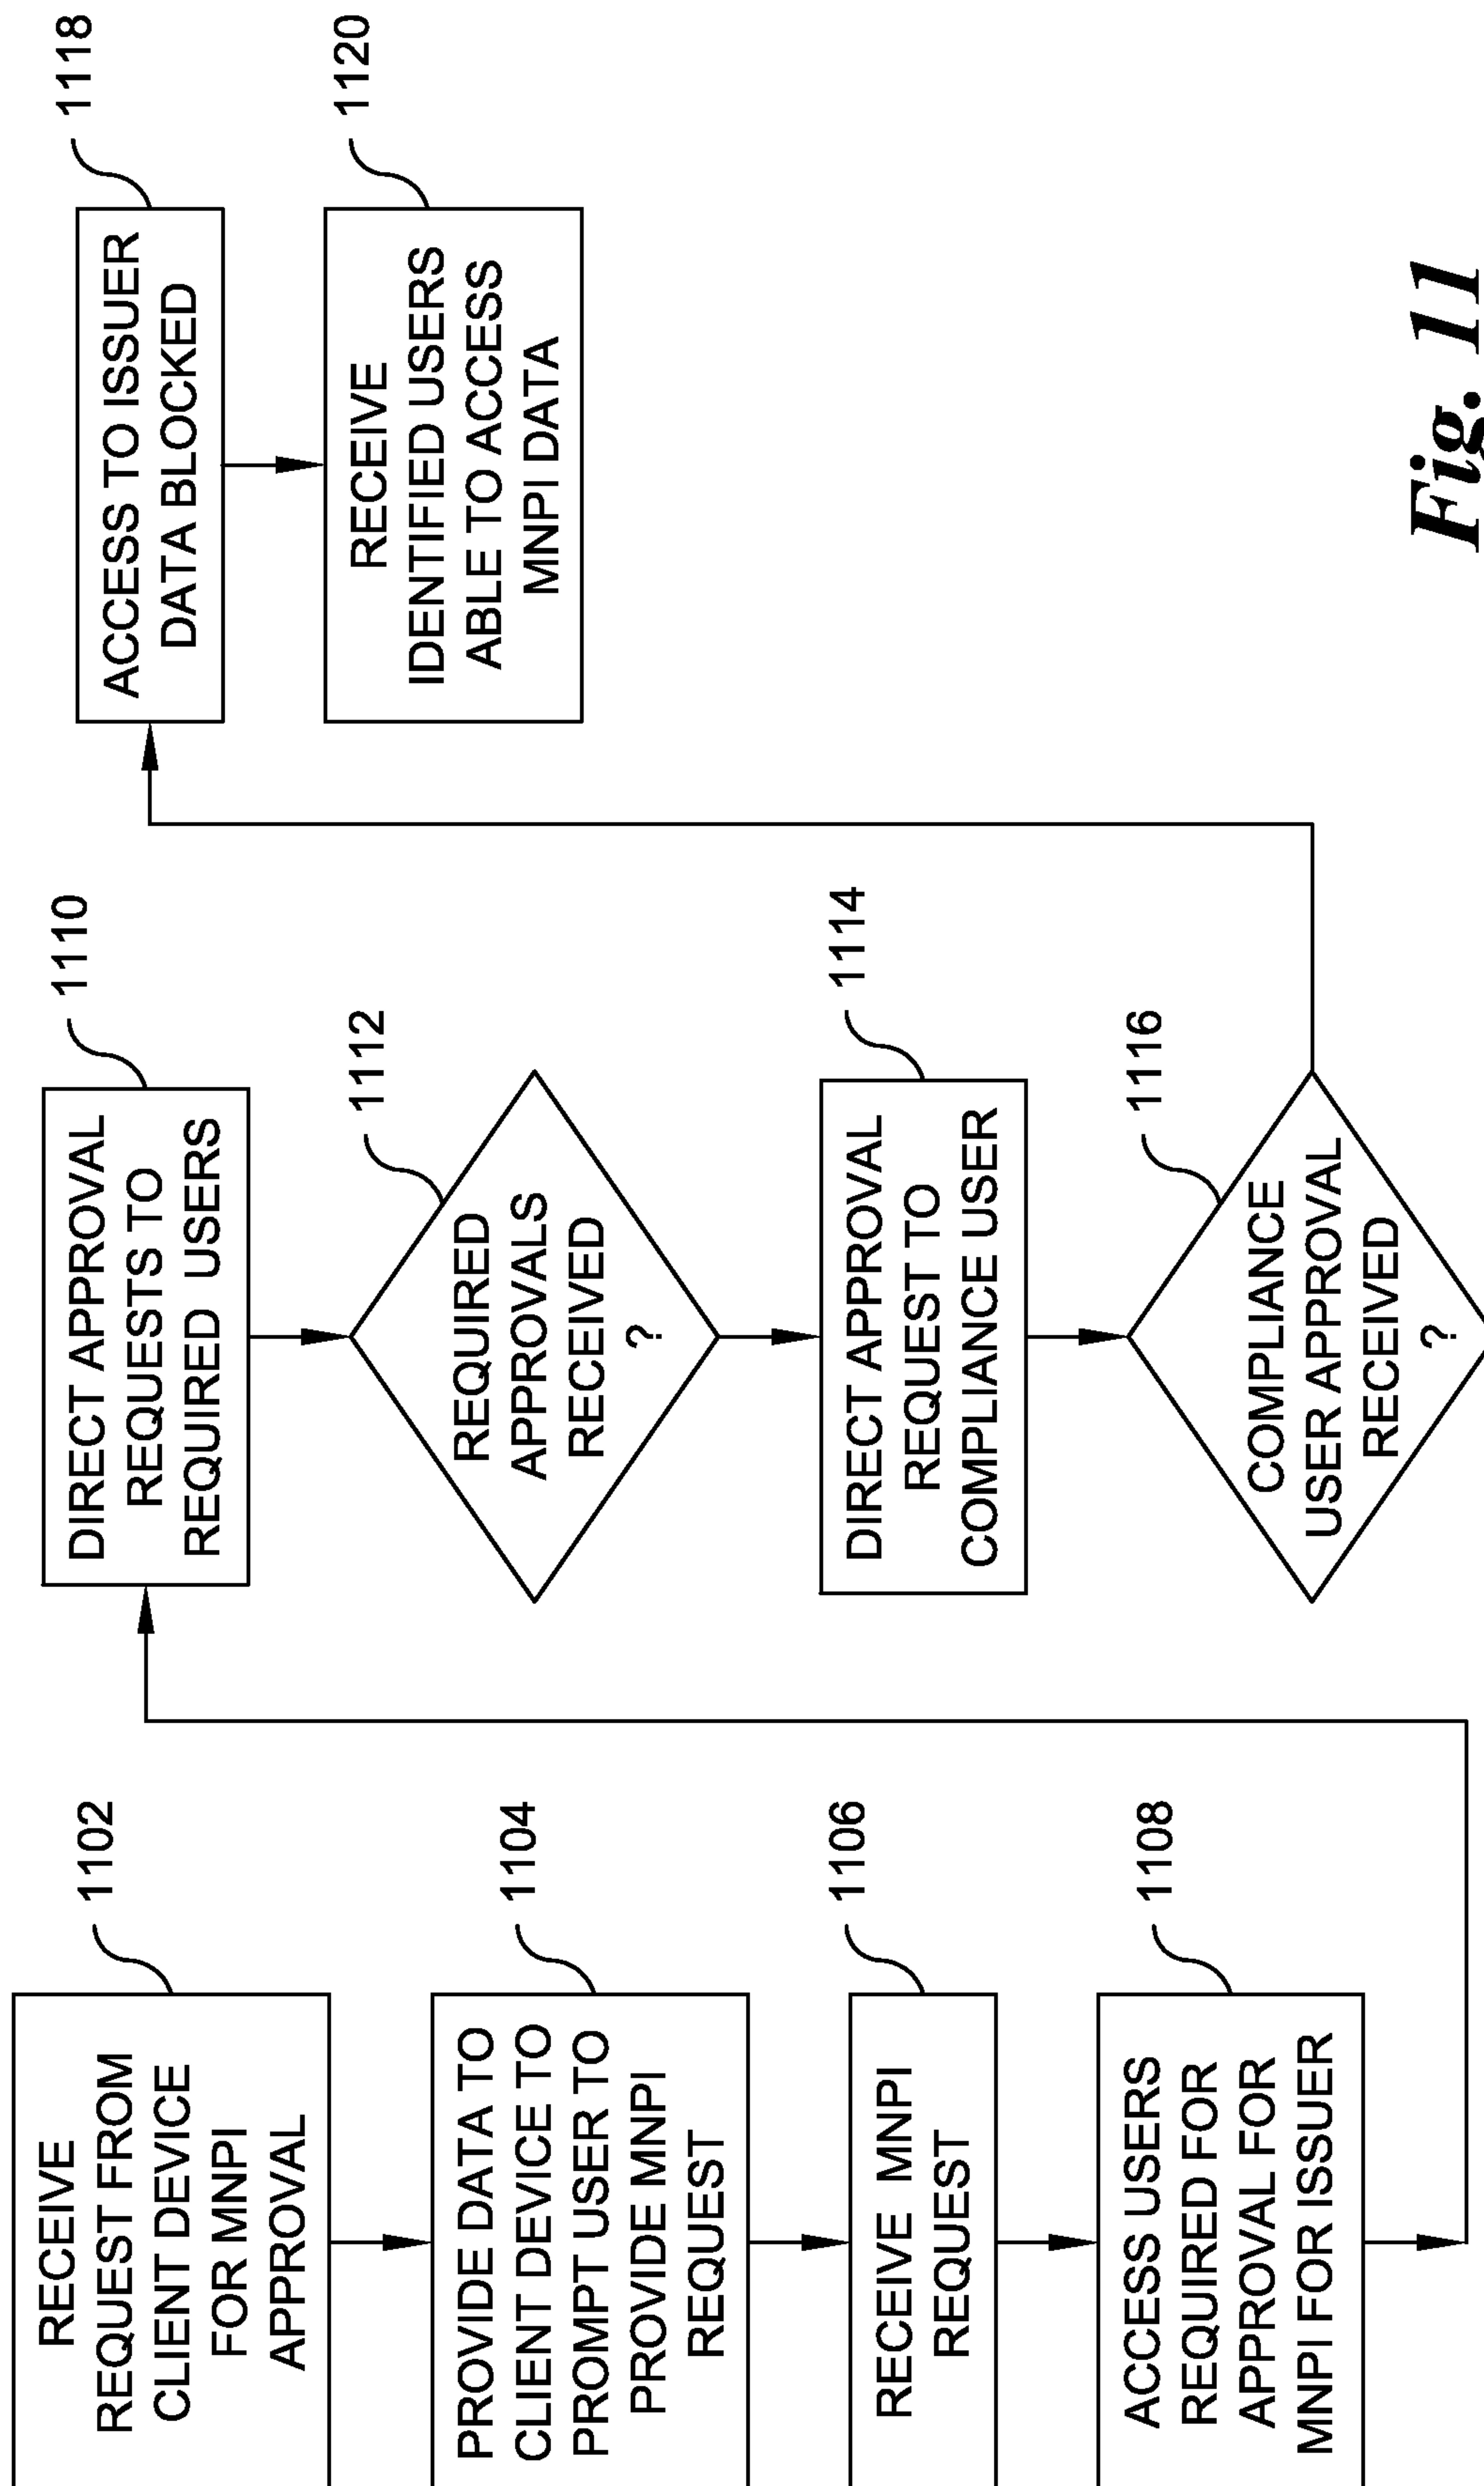 RECEIVE
REQUEST FROM
CLIENT DEVICE
FOR MNPI
APPROVAL
1102
PROVIDE DATA TO
CLIENT DEVICE TO
PROMPT USER TO
PROVIDE MNPI
REQUEST
1104
RECEIVE MNPI
REQUEST
1106
ACCESS USERS
REQUIRED FOR
APPROVAL FOR
MNPI FOR ISSUER
1108
DIRECT APPROVAL
REQUESTS TO
REQUIRED USERS
1110
REQUIRED
APPROVALS
RECEIVED
?
1112
DIRECT APPROVAL
REQUEST TO
COMPLIANCE USER
1114
COMPLIANCE
USER APPROVAL
RECEIVED
?
1116
ACCESS TO ISSUER
DATA BLOCKED
1118
RECEIVE
IDENTIFIED USERS
ABLE TO ACCESS
MNPI DATA
1120
Fig. 11